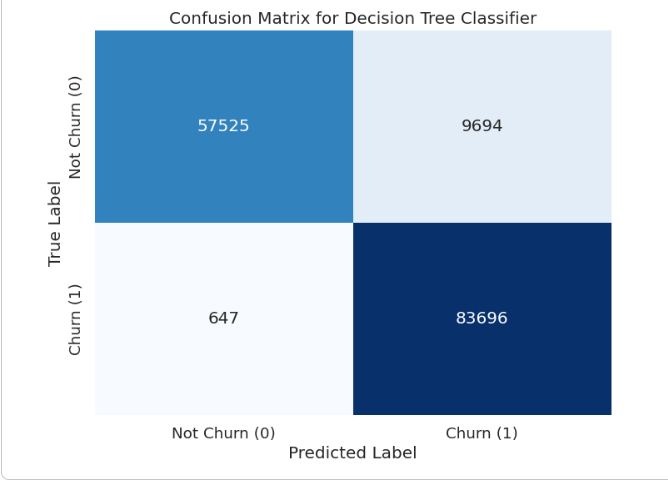 Confusion Matrix for Decision Tree Classifier
True Label
Not Churn (0)
57525
9694
Churn (1)
647
83696
Not Churn (0)
Churn (1)
Predicted Label